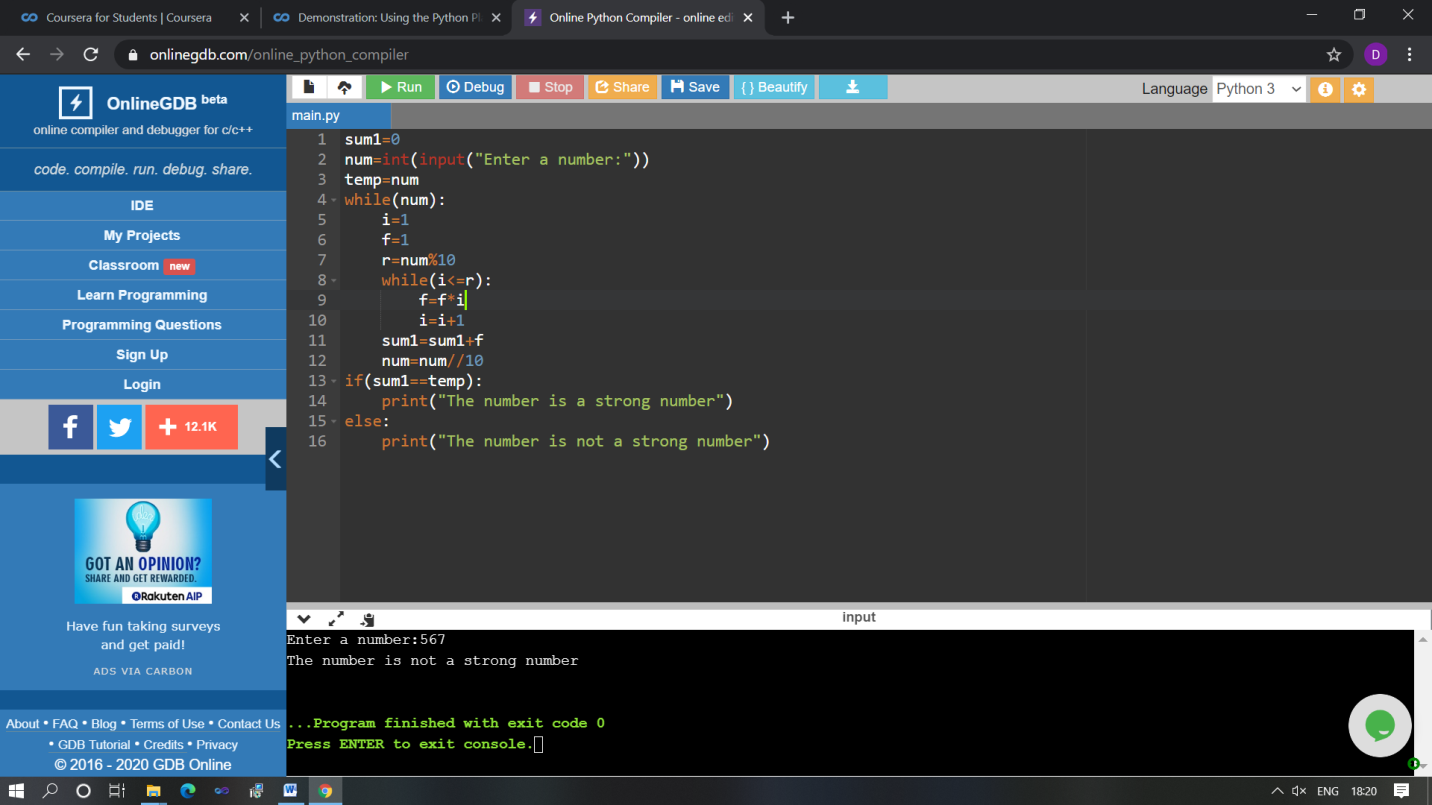 Coursera for Students | Coursera
Demonstration: Using the Python Pl
Online Python Compiler - online edi
onlinegdb.com/online_python_compiler
D
OnlineGDB beta
online compiler and debugger for c/c++
code. compile. run. debug. share.
IDE
My Projects
Classroom new
Learn Programming
Programming Questions
Sign Up
Login
f
+ 12.1K
GOT AN OPINION?
SHARE AND GET REWARDED.
Rakuten AIP
Have fun taking surveys
and get paid!
ADS VIA CARBON
About • FAQ • Blog • Terms of Use • Contact Us
• GDB Tutorial • Credits • Privacy
© 2016 - 2020 GDB Online
Run Debug Stop Share Save { } Beautify
Language Python 3
main.py
1 sum1=0
2 num=int(input("Enter a number:"))
3 temp=num
4 while(num):
5     i=1
6     f=1
7     r=num%10
8     while(i<=r):
9         f=f*i
10         i=i+1
11     sum1=sum1+f
12     num=num//10
13 if(sum1==temp):
14     print("The number is a strong number")
15 else:
16     print("The number is not a strong number")
input
Enter a number:567
The number is not a strong number
...Program finished with exit code 0
Press ENTER to exit console.
ENG 18:20